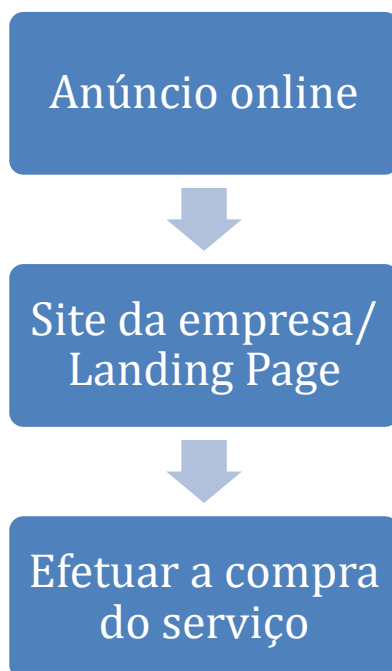 Anúncio online
Site da empresa/
Landing Page
Efetuar a compra
do serviço